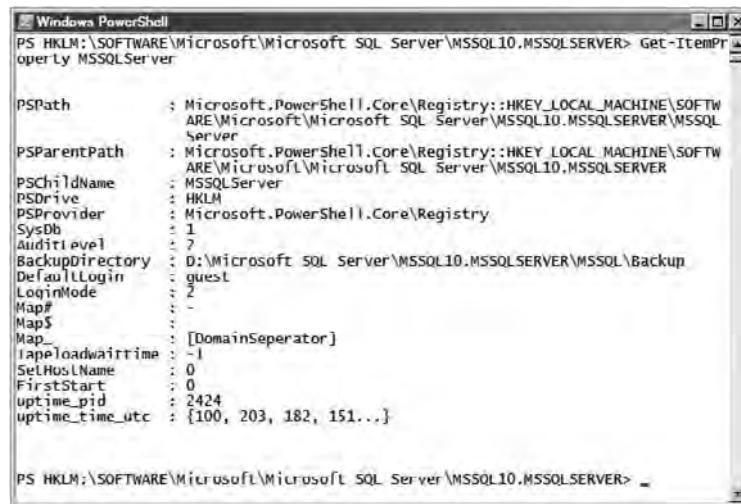 Windows PowerShell
PS HKLM:\SOFTWARE\Microsoft\Microsoft SQL Server\MSSQL10.MSSQLSERVER> Get-ItemPr
operty MSSQLServer
PSPath : Microsoft.PowerShell.Core\Registry::HKEY_LOCAL_MACHINE\SOFTW
ARE\Microsoft\Microsoft SQL Server\MSSQL10.MSSQLSERVER\MSSQL
Server
PSParentPath : Microsoft.PowerShell.Core\Registry::HKEY_LOCAL_MACHINE\SOFTW
ARE\Microsoft\Microsoft SQL Server\MSSQL10.MSSQLSERVER
PSChildName : MSSQLServer
PSDrive : HKLM
PSProvider : Microsoft.PowerShell.Core\Registry
SysDb : 1
AuditLevel : 2
BackupDirectory : D:\Microsoft SQL Server\MSSQL10.MSSQLSERVER\MSSQL\Backup
DefaultLogin : guest
LoginMode : 2
Map# : -
Map$ :
Map_ : [DomainSeperator]
Tapeloadwaittime : -1
SetHostName : 0
FirstStart : 0
uptime_pid : 2424
uptime_time_utc : {100, 203, 182, 151...}
PS HKLM:\SOFTWARE\Microsoft\Microsoft SQL Server\MSSQL10.MSSQLSERVER> _